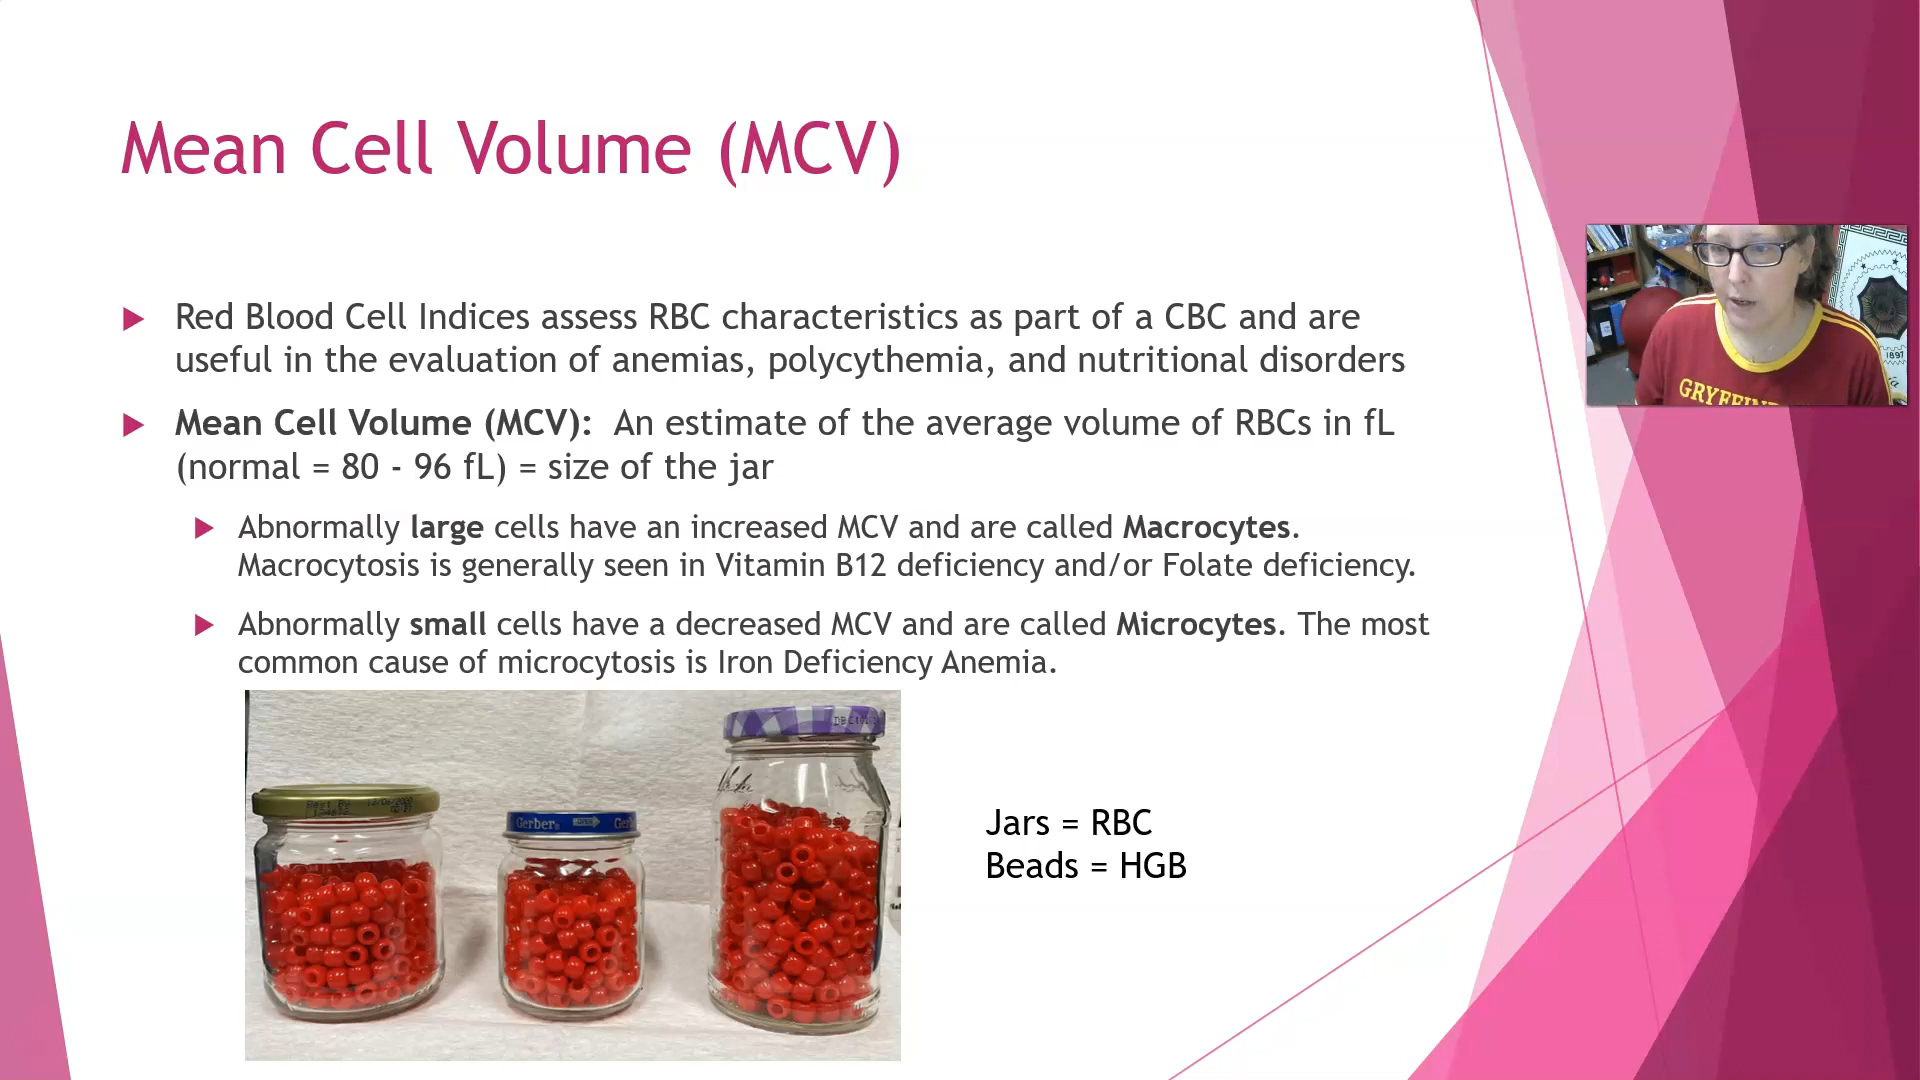 Mean Cell Volume (MCV)
Red Blood Cell Indices assess RBC characteristics as part of a CBC and are
useful in the evaluation of anemias, polycythemia, and nutritional disorders
Mean Cell Volume (MCV): An estimate of the average volume of RBCs in fL
(normal = 80 - 96 fL) = size of the jar
Abnormally large cells have an increased MCV and are called Macrocytes.
Macrocytosis is generally seen in Vitamin B12 deficiency and/or Folate deficiency.
Abnormally small cells have a decreased MCV and are called Microcytes. The most
common cause of microcytosis is Iron Deficiency Anemia.
Best By
Gerber
Jars = RBC
Beads = HGB
1897